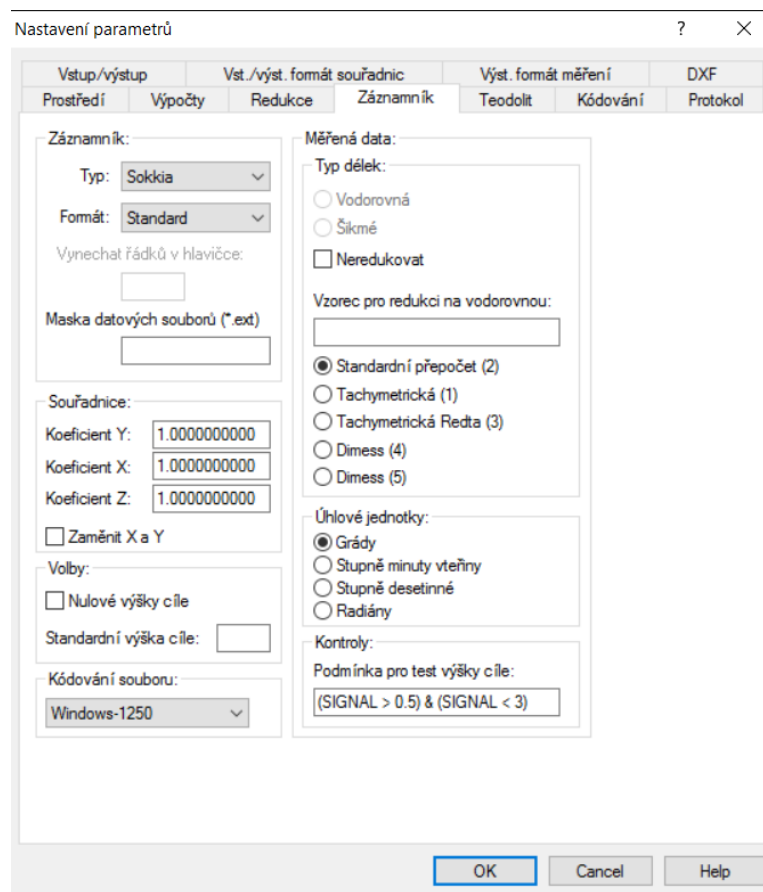 Nastavení parametrů
?
Vstup/výstup
Vst./výst. formát souřadnic
Výst. formát měření
DXF
Prostředí
Výpočty
Redukce
Záznamník
Teodolit
Kódování
Protokol
Záznamník:
Typ: Sokkia
Formát: Standard
Vynechat řádků v hlavičce:
Maska datových souborů (*.ext)
Souřadnice:
Koeficient Y: 1.0000000000
Koeficient X: 1.0000000000
Koeficient Z: 1.0000000000
Zaměnit X a Y
Volby:
Nulové výšky cíle
Standardní výška cíle:
Kódování souboru:
Windows-1250
Měřená data:
Typ délek:
Vodorovná
Šikmé
Neredukovat
Vzorec pro redukci na vodorovnou:
Standardní přepočet (2)
Tachymetrická (1)
Tachymetrická Redta (3)
Dimess (4)
Dimess (5)
Úhlové jednotky:
Grády
Stupně minuty vteřiny
Stupně desetinné
Radiány
Kontroly:
Podmínka pro test výšky cíle:
(SIGNAL > 0.5) & (SIGNAL < 3)
OK
Cancel
Help